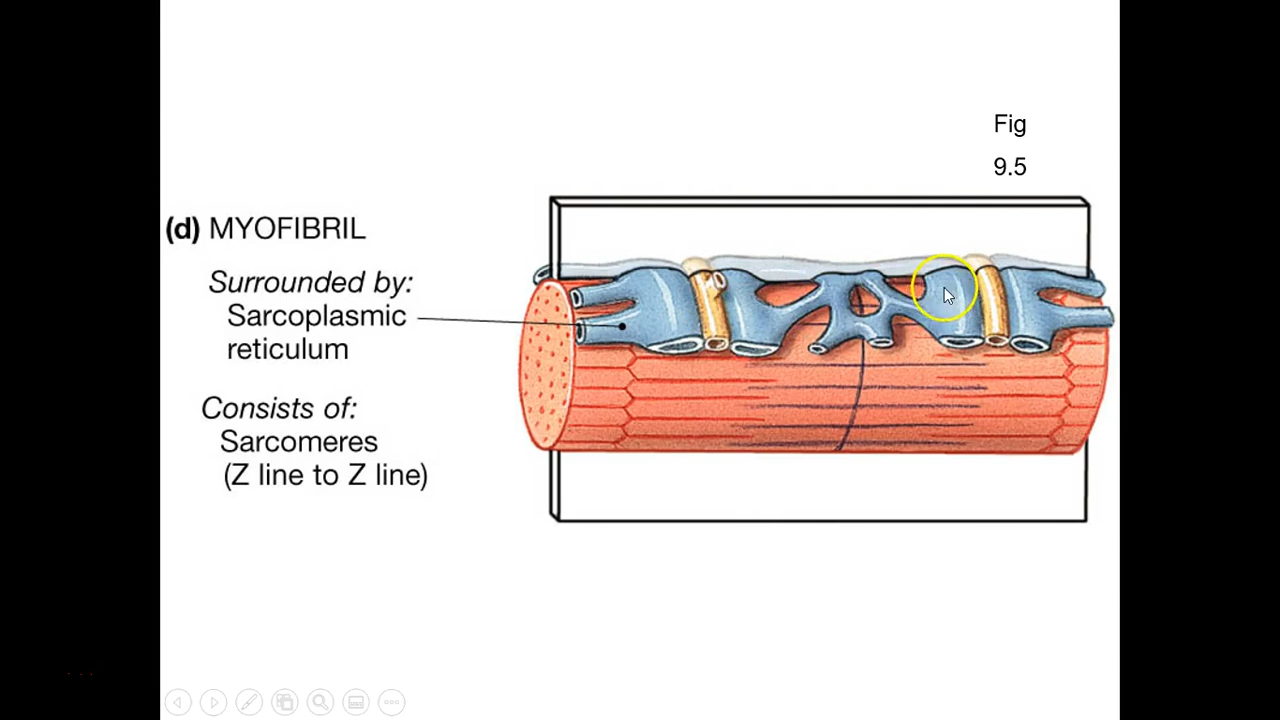 Fig
9.5
(d) MYOFIBRIL
Surrounded by:
Sarcoplasmic
reticulum
Consists of:
Sarcomeres
(Z line to Z line)